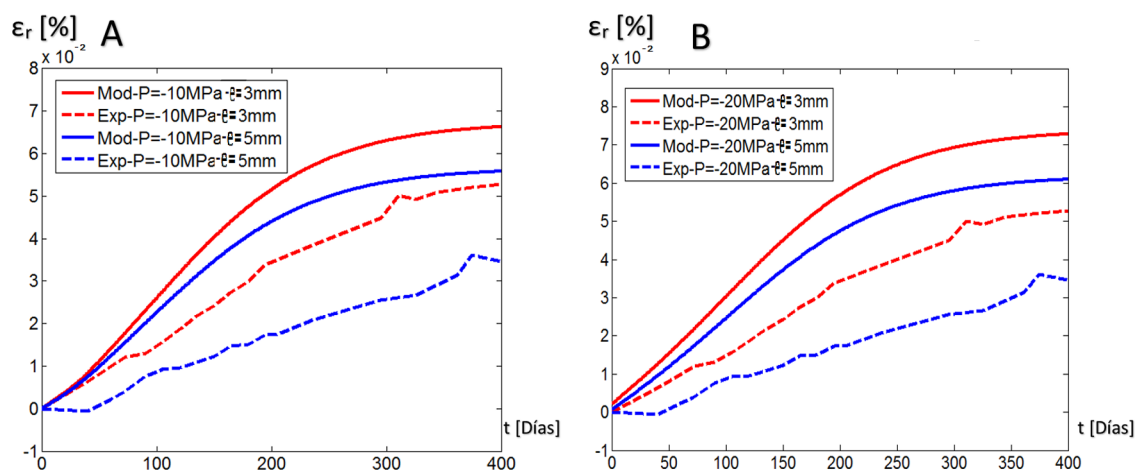 A
εr [%]
x 10⁻²
Mod-P=-10MPa-e=3mm
Exp-P=-10MPa-e=3mm
Mod-P=-10MPa-e=5mm
Exp-P=-10MPa-e=5mm
8
7
6
5
4
3
2
1
0
-1
0
100
200
300
400
t [Días]
B
εr [%]
x 10⁻²
Mod-P=-20MPa-e=3mm
Exp-P=-20MPa-e=3mm
Mod-P=-20MPa-e=5mm
Exp-P=-20MPa-e=5mm
9
8
7
6
5
4
3
2
1
0
-1
0
50
100
150
200
250
300
350
400
t [Días]